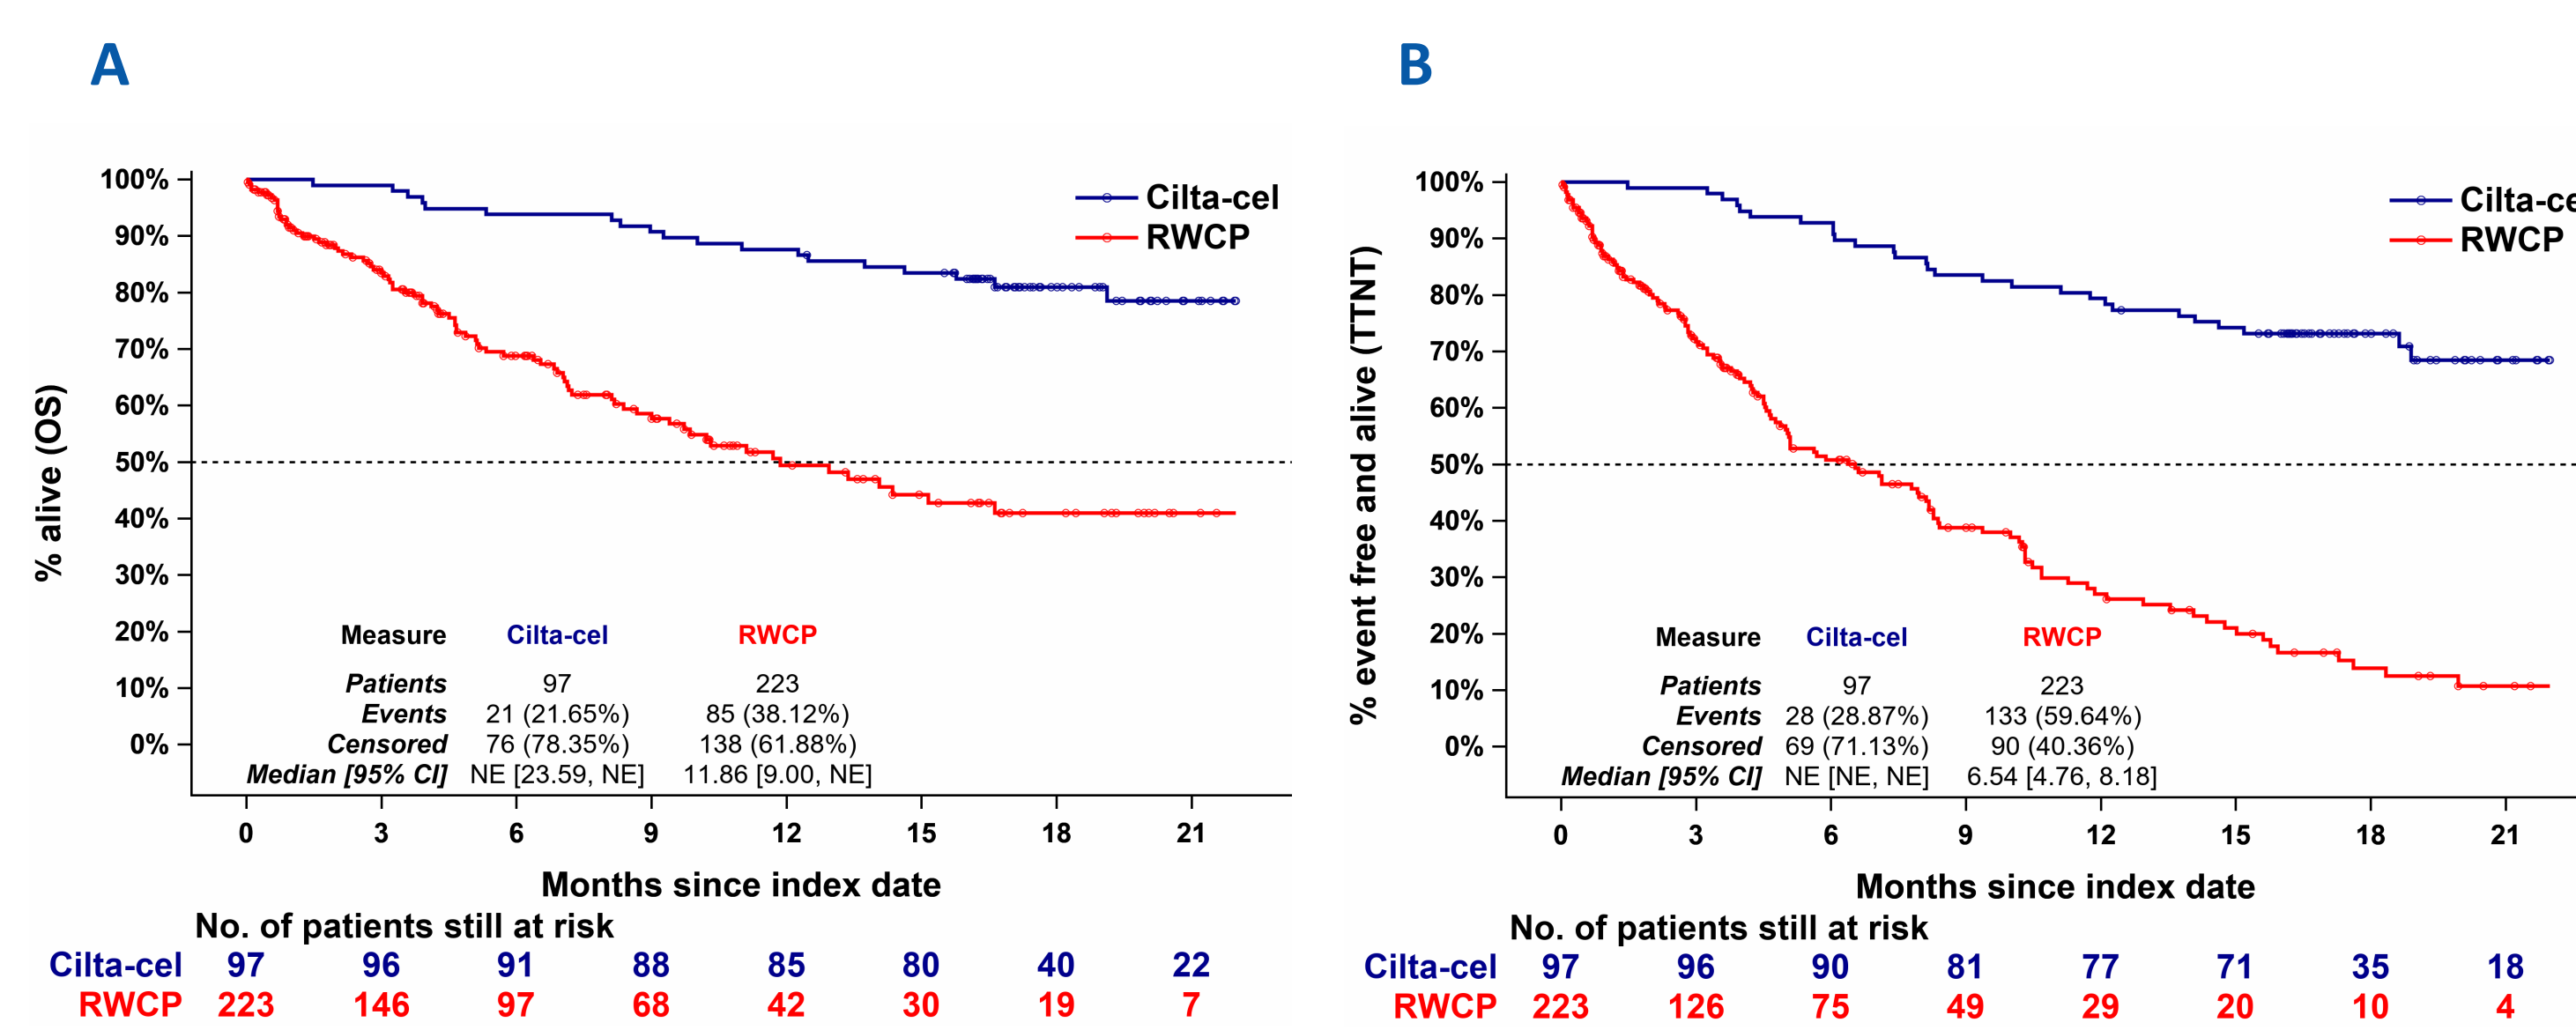 A
% alive (OS)
100%
90%
80%
70%
60%
50%
40%
30%
20%
10%
0%
Cilta-cel
RWCP
Measure Cilta-cel RWCP
Patients 97 223
Events 21 (21.65%) 85 (38.12%)
Censored 76 (78.35%) 138 (61.88%)
Median [95% CI] NE [23.59, NE] 11.86 [9.00, NE]
0 3 6 9 12 15 18 21
Months since index date
No. of patients still at risk
Cilta-cel 97 96 91 88 85 80 40 22
RWCP 223 146 97 68 42 30 19 7
B
% event free and alive (TTNT)
100%
90%
80%
70%
60%
50%
40%
30%
20%
10%
0%
Cilta-ce
RWCP
Measure Cilta-cel RWCP
Patients 97 223
Events 28 (28.87%) 133 (59.64%)
Censored 69 (71.13%) 90 (40.36%)
Median [95% CI] NE [NE, NE] 6.54 [4.76, 8.18]
0 3 6 9 12 15 18 21
Months since index date
No. of patients still at risk
Cilta-cel 97 96 90 81 77 71 35 18
RWCP 223 126 75 49 29 20 10 4